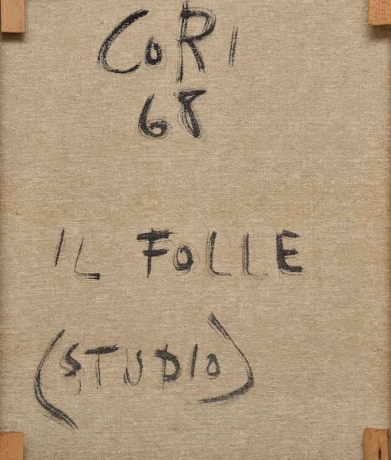 CORI
68
IL FOLLE
(STUDIO)